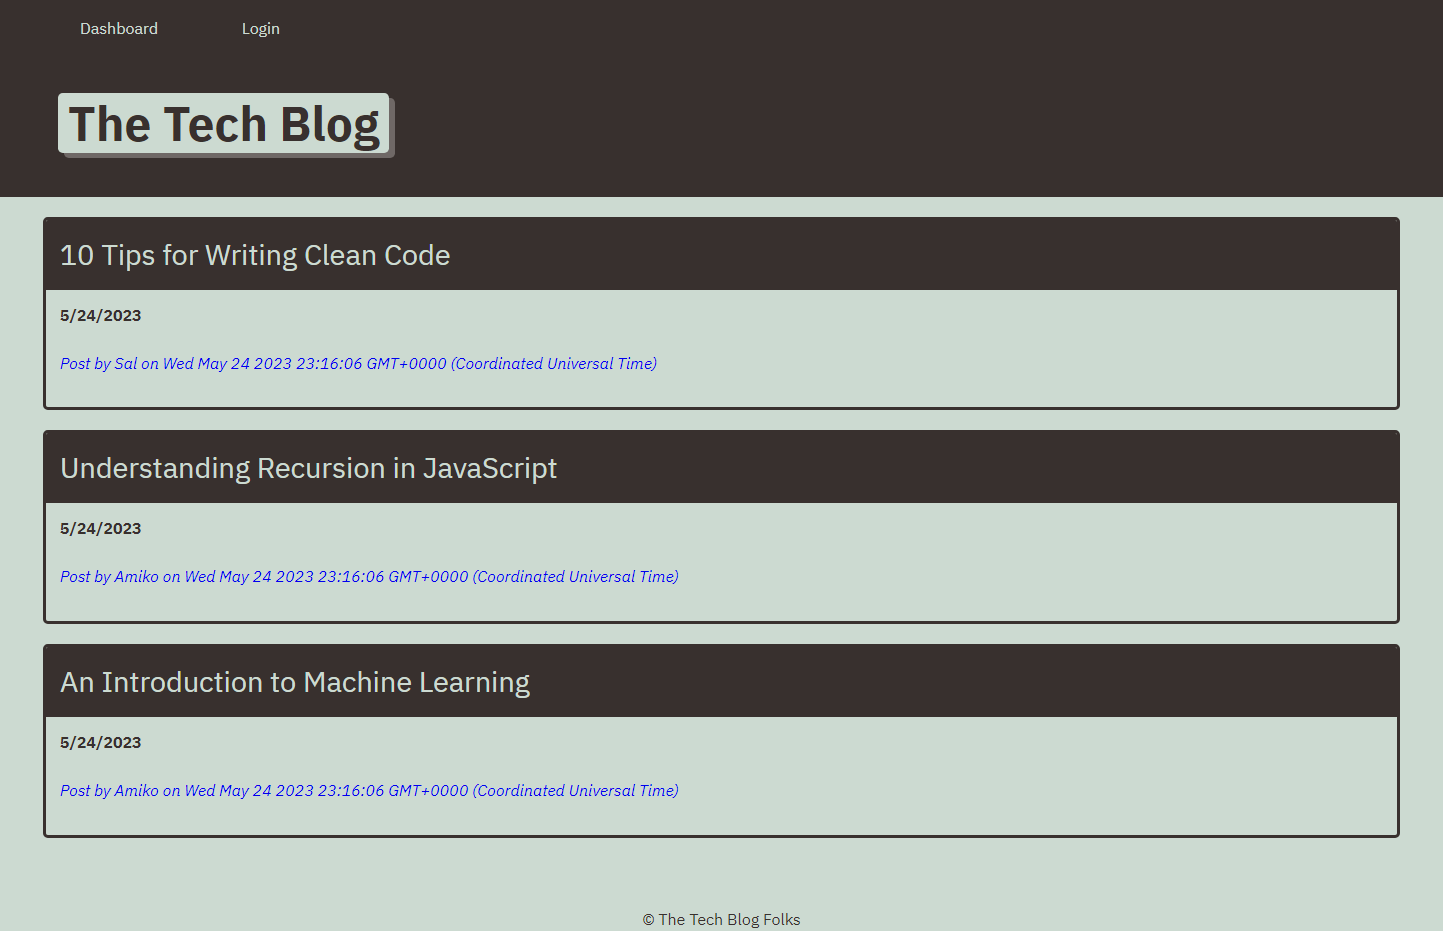 Dashboard Login
The Tech Blog
10 Tips for Writing Clean Code
5/24/2023
Post by Sal on Wed May 24 2023 23:16:06 GMT+0000 (Coordinated Universal Time)
Understanding Recursion in JavaScript
5/24/2023
Post by Amiko on Wed May 24 2023 23:16:06 GMT+0000 (Coordinated Universal Time)
An Introduction to Machine Learning
5/24/2023
Post by Amiko on Wed May 24 2023 23:16:06 GMT+0000 (Coordinated Universal Time)
© The Tech Blog Folks